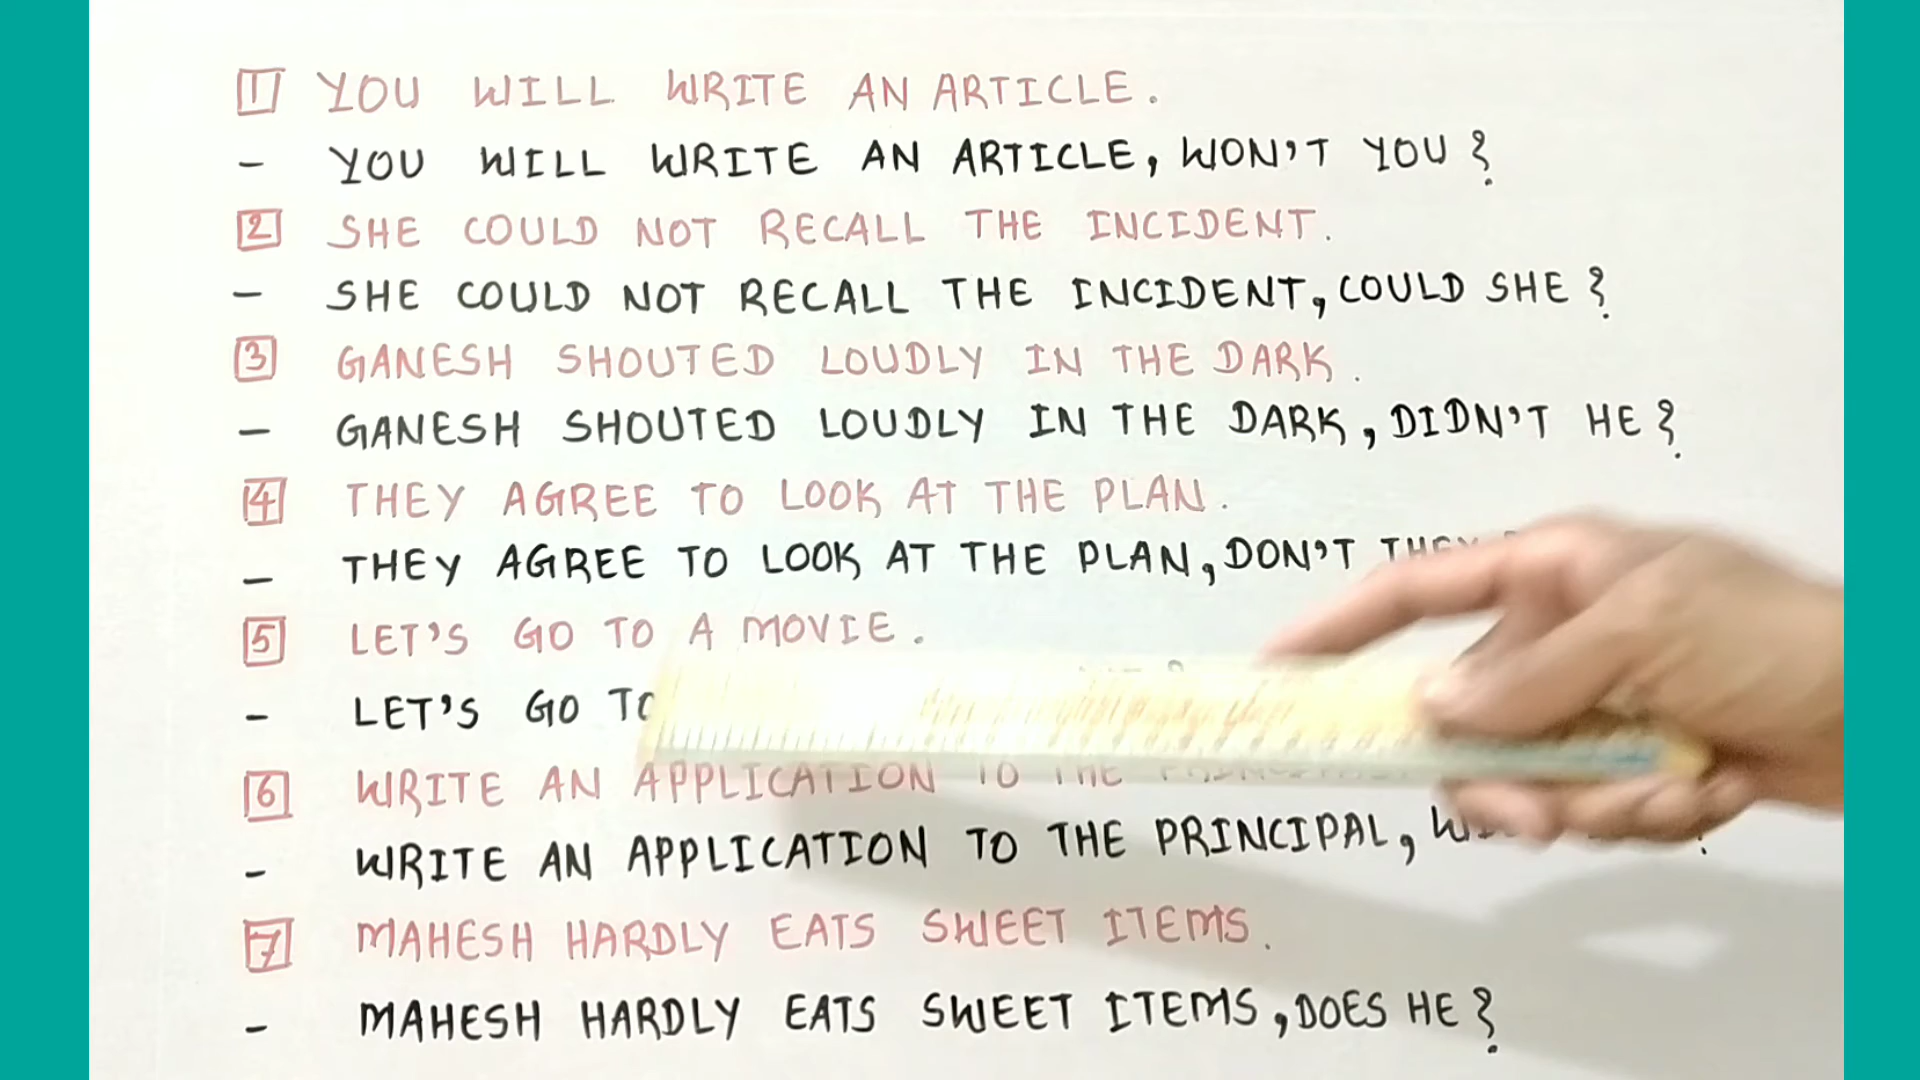 1 YOU WILL WRITE AN ARTICLE.
- YOU WILL WRITE AN ARTICLE, WON'T YOU?
2 SHE COULD NOT RECALL THE INCIDENT.
- SHE COULD NOT RECALL THE INCIDENT, COULD SHE?
3 GANESH SHOUTED LOUDLY IN THE DARK.
- GANESH SHOUTED LOUDLY IN THE DARK, DIDN'T HE?
4 THEY AGREE TO LOOK AT THE PLAN.
- THEY AGREE TO LOOK AT THE PLAN, DON'T THEY
5 LET'S GO TO A MOVIE.
- LET'S GO TO
6 WRITE AN APPLICATION TO THE
- WRITE AN APPLICATION TO THE PRINCIPAL,
7 MAHESH HARDLY EATS SWEET ITEMS.
- MAHESH HARDLY EATS SWEET ITEMS, DOES HE?